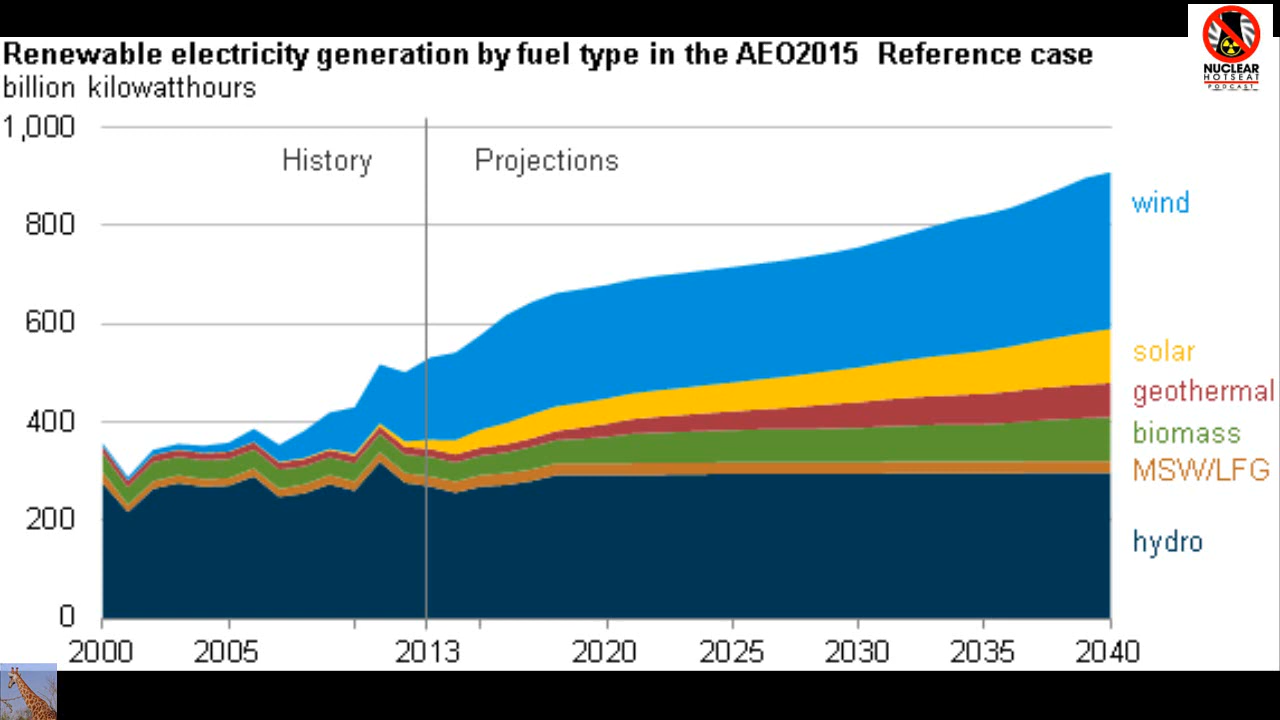 Renewable electricity generation by fuel type in the AEO2015 Reference case
billion kilowatthours
NUCLEAR
HOTSEAT
PODCAST
1,000
History
Projections
wind
800
600
solar
geothermal
400
biomass
MSW/LFG
200
hydro
0
2000 2005 2013 2020 2025 2030 2035 2040